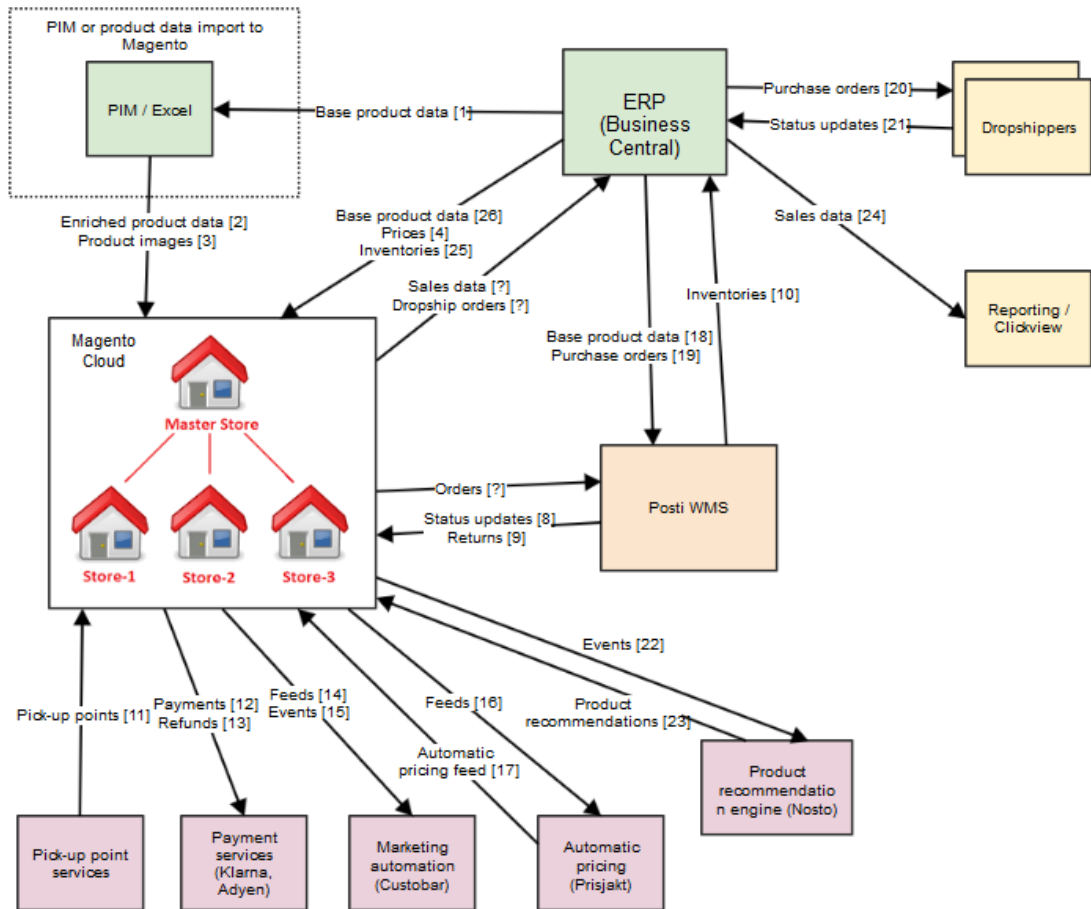 PIM or product data import to
Magento
PIM / Excel
Base product data [1]
ERP
(Business
Central)
Purchase orders [20]
Status updates [21]
Dropshippers
Enriched product data [2]
Product images [3]
Base product data [26]
Prices [4]
Inventories [25]
Sales data [?]
Dropship orders [?]
Sales data [24]
Inventories [10]
Reporting /
Clickview
Base product data [18]
Purchase orders [19]
Magento
Cloud
Master Store
Store-1
Store-2
Store-3
Orders [?]
Status updates [8]
Returns [9]
Posti WMS
Events [22]
Product
recommendations [23]
Pick-up points [11]
Payments [12]
Refunds [13]
Feeds [14]
Events [15]
Feeds [16]
Automatic
pricing feed [17]
Product
recommendatio
n engine (Nosto)
Pick-up point
services
Payment
services
(Klarna,
Adyen)
Marketing
automation
(Custobar)
Automatic
pricing
(Prisjakt)